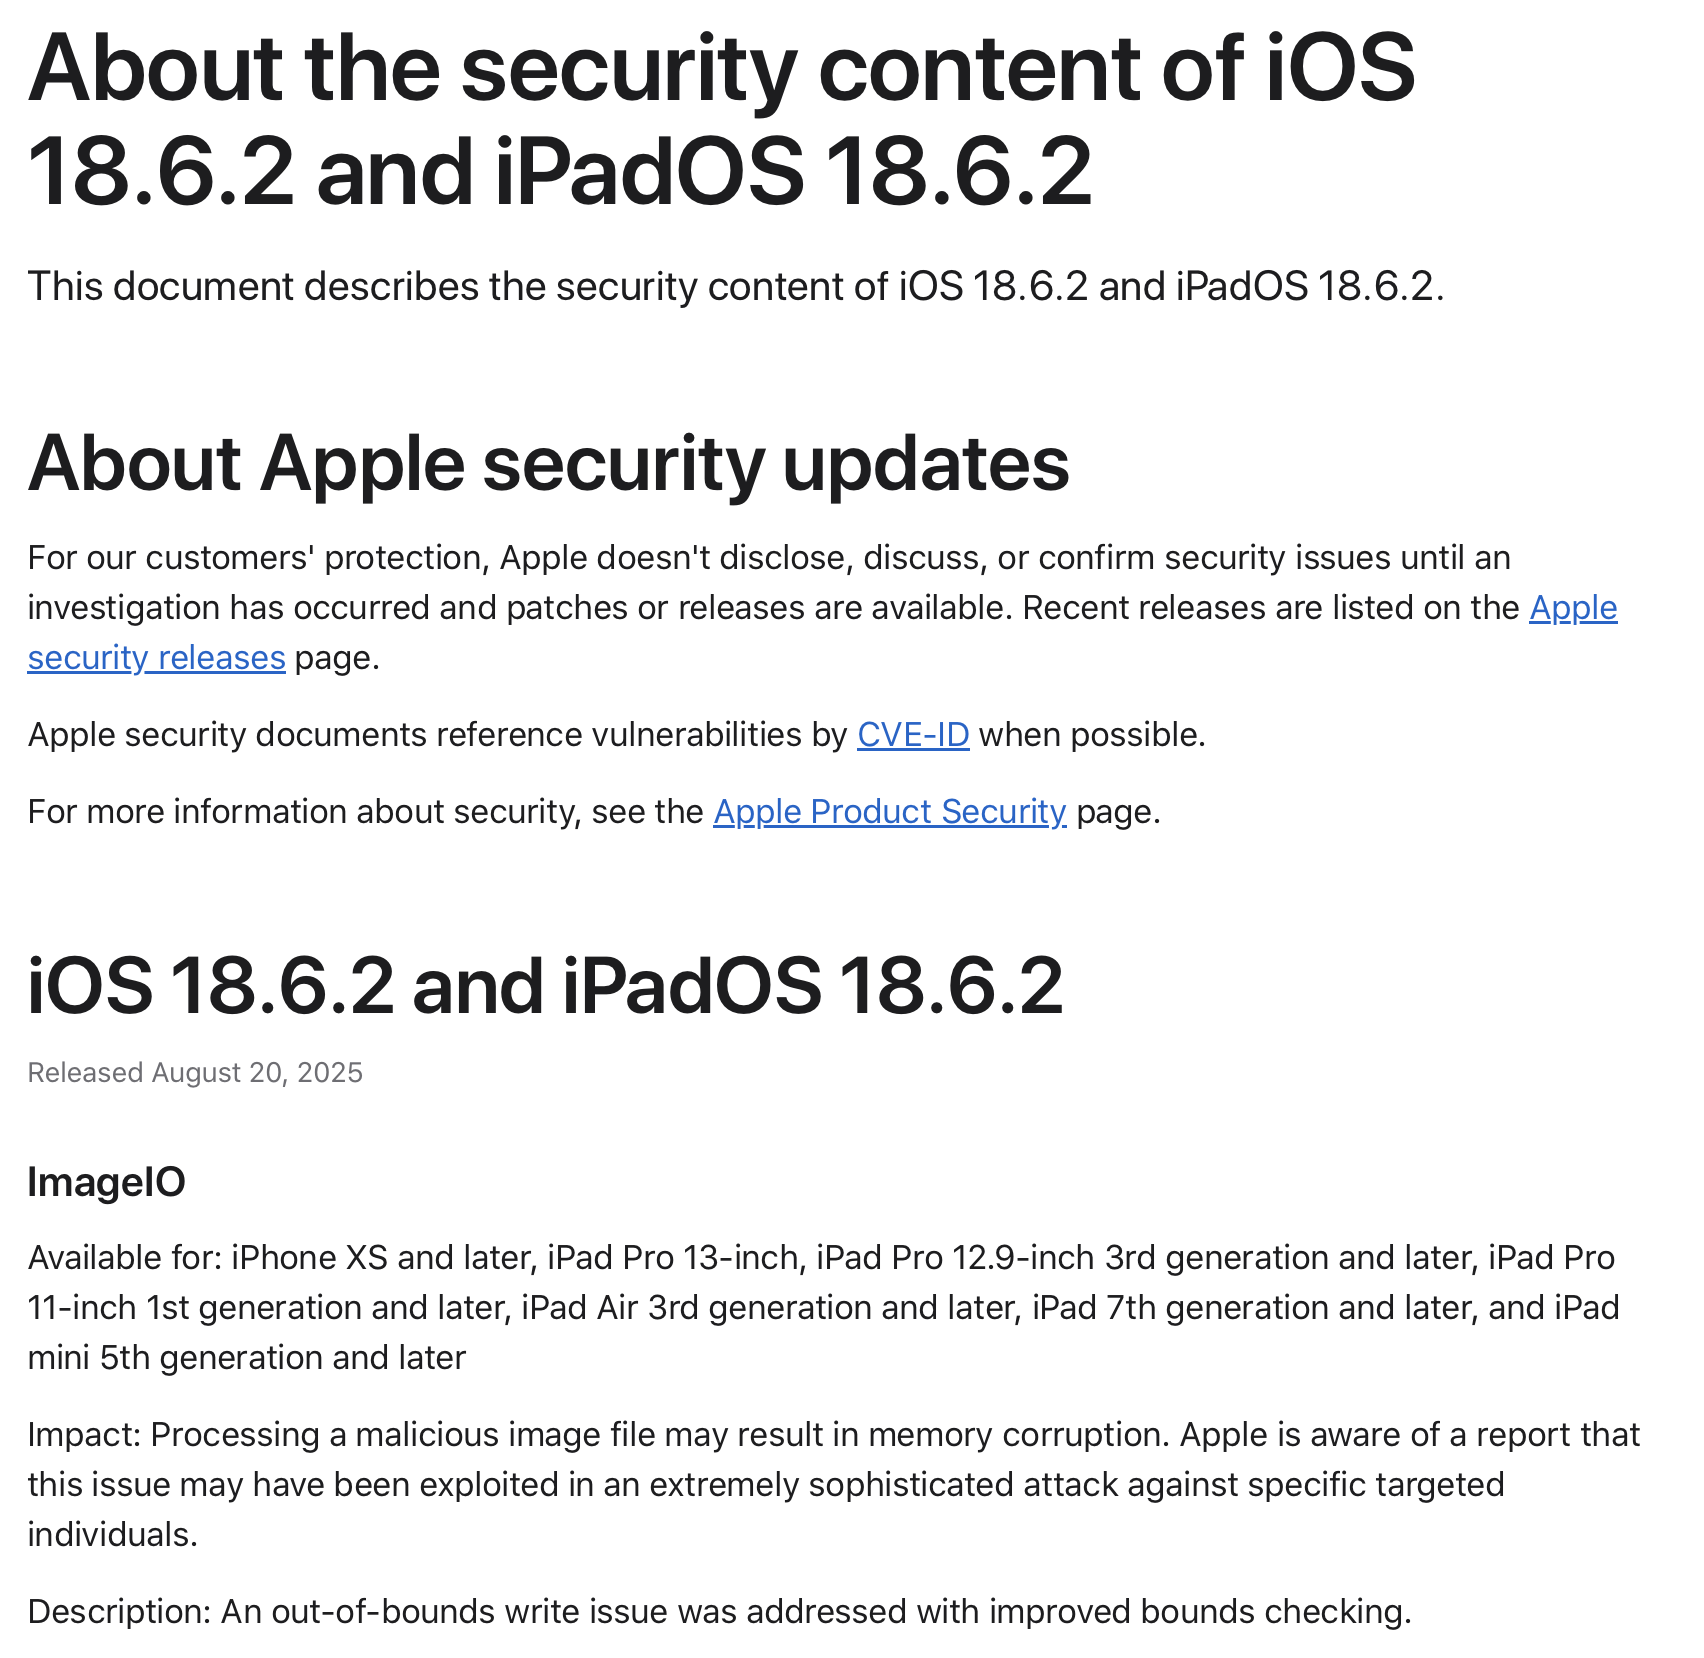 About the security content of iOS
18.6.2 and iPadOS 18.6.2
This document describes the security content of iOS 18.6.2 and iPadOS 18.6.2.
About Apple security updates
For our customers' protection, Apple doesn't disclose, discuss, or confirm security issues until an
investigation has occurred and patches or releases are available. Recent releases are listed on the Apple
security releases page.
Apple security documents reference vulnerabilities by CVE-ID when possible.
For more information about security, see the Apple Product Security page.
iOS 18.6.2 and iPadOS 18.6.2
Released August 20, 2025
ImageIO
Available for: iPhone XS and later, iPad Pro 13-inch, iPad Pro 12.9-inch 3rd generation and later, iPad Pro
11-inch 1st generation and later, iPad Air 3rd generation and later, iPad 7th generation and later, and iPad
mini 5th generation and later
Impact: Processing a malicious image file may result in memory corruption. Apple is aware of a report that
this issue may have been exploited in an extremely sophisticated attack against specific targeted
individuals.
Description: An out-of-bounds write issue was addressed with improved bounds checking.